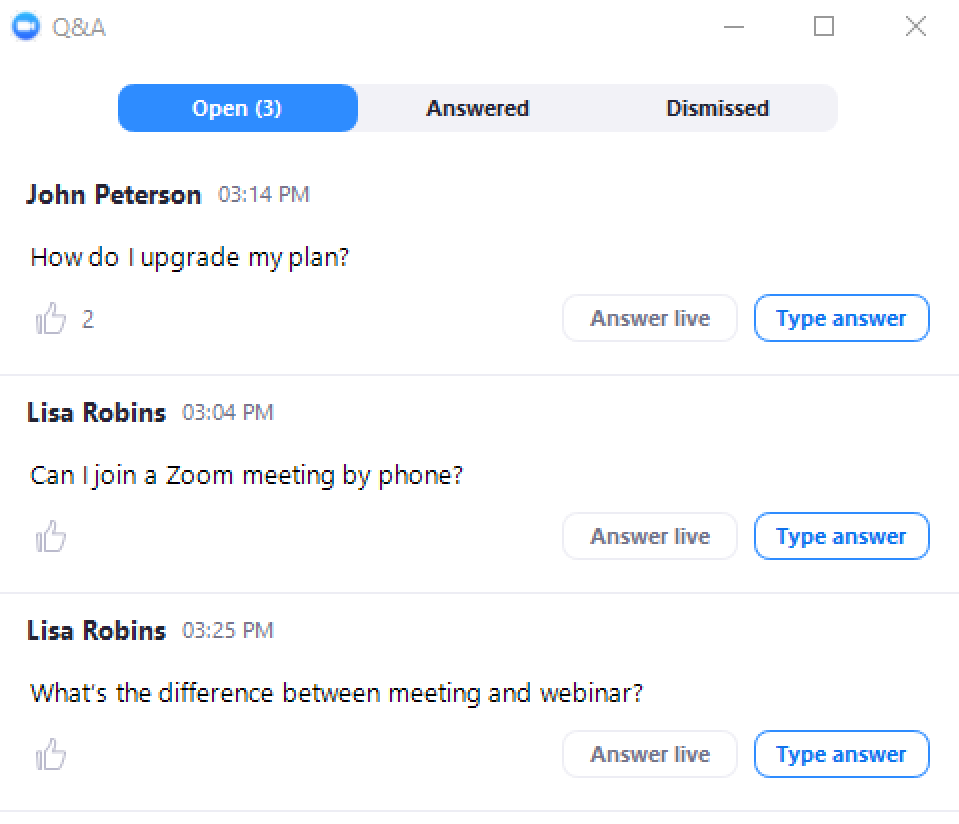 Q&A
Open (3) Answered Dismissed
John Peterson 03:14 PM
How do I upgrade my plan?
2 Answer live Type answer
Lisa Robins 03:04 PM
Can I join a Zoom meeting by phone?
Answer live Type answer
Lisa Robins 03:25 PM
What's the difference between meeting and webinar?
Answer live Type answer